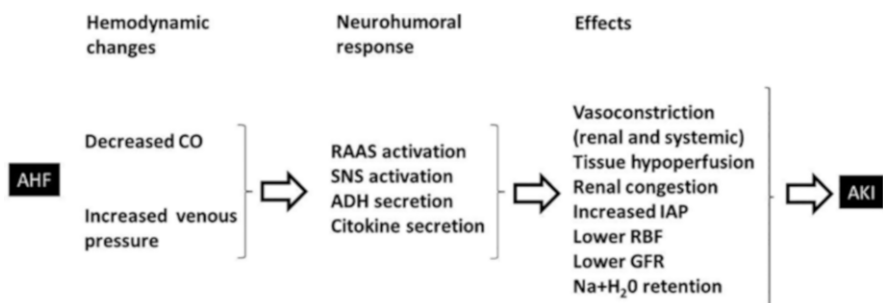 Hemodynamic
changes
Neurohumoral
response
Effects
AHF
Decreased CO
Increased venous
pressure
RAAS activation
SNS activation
ADH secretion
Citokine secretion
Vasoconstriction
(renal and systemic)
Tissue hypoperfusion
Renal congestion
Increased IAP
Lower RBF
Lower GFR
Na+H₂0 retention
AKI